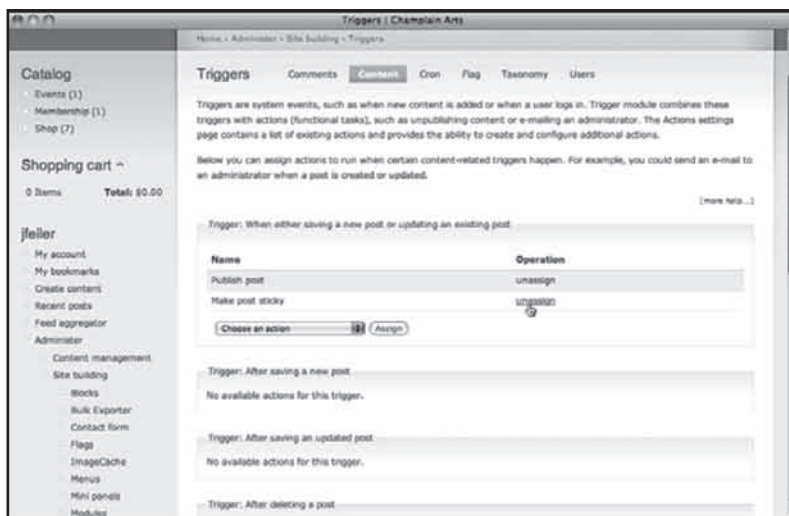 Triggers | Champlain Arts
Home » Administer » Site building » Triggers
Catalog
Events (1)
Membership (1)
Shop (7)
Shopping cart ^
0 Items Total: $0.00
jfeiler
My account
My bookmarks
Create content
Recent posts
Feed aggregator
Administer
Content management
Site building
Blocks
Bulk Exporter
Contact form
Flags
ImageCache
Menus
Mini panels
Modules
Triggers Comments Content Cron Flag Taxonomy Users
Triggers are system events, such as when new content is added or when a user logs in. Trigger module combines these
triggers with actions (functional tasks), such as unpublishing content or e-mailing an administrator. The Actions settings
page contains a list of existing actions and provides the ability to create and configure additional actions.
Below you can assign actions to run when certain content-related triggers happen. For example, you could send an e-mail to
an administrator when a post is created or updated.
[more help...]
Trigger: When either saving a new post or updating an existing post
Name Operation
Publish post unassign
Make post sticky unassign
Choose an action Assign
Trigger: After saving a new post
No available actions for this trigger.
Trigger: After saving an updated post
No available actions for this trigger.
Trigger: After deleting a post